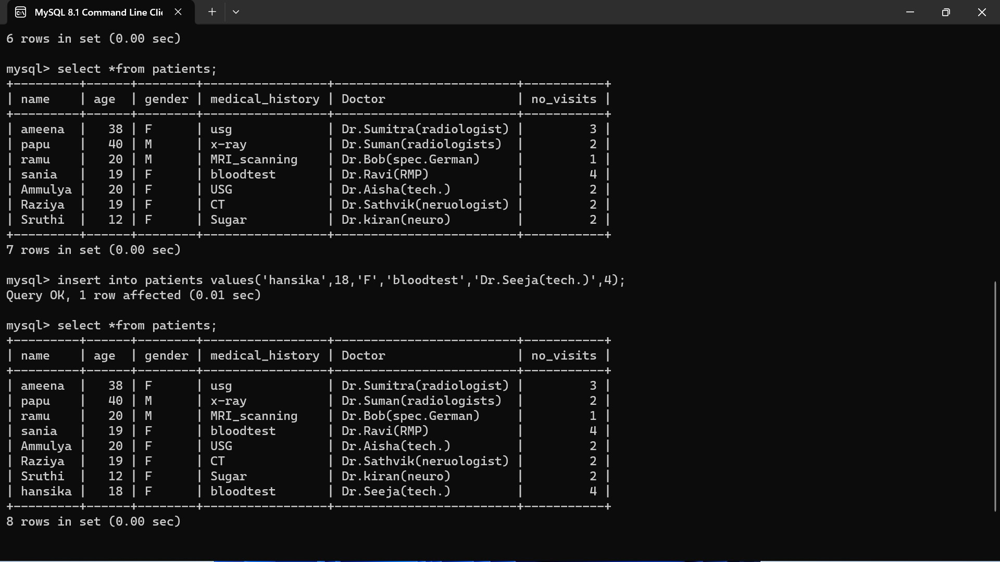 MySQL 8.1 Command Line Cli
6 rows in set (0.00 sec)
mysql> select *from patients;
+---------+------+--------+-----------------+-------------------------+-----------+
| name    | age  | gender | medical_history | Doctor                  | no_visits |
+---------+------+--------+-----------------+-------------------------+-----------+
| ameena  |   38 | F      | usg             | Dr.Sumitra(radiologist) |         3 |
| papu    |   40 | M      | x-ray           | Dr.Suman(radiologists)  |         2 |
| ramu    |   20 | M      | MRI_scanning    | Dr.Bob(spec.German)     |         1 |
| sania   |   19 | F      | bloodtest       | Dr.Ravi(RMP)            |         4 |
| Ammulya |   20 | F      | USG             | Dr.Aisha(tech.)         |         2 |
| Raziya  |   19 | F      | CT              | Dr.Sathvik(neruologist) |         2 |
| Sruthi  |   12 | F      | Sugar           | Dr.kiran(neuro)         |         2 |
+---------+------+--------+-----------------+-------------------------+-----------+
7 rows in set (0.00 sec)
mysql> insert into patients values('hansika',18,'F','bloodtest','Dr.Seeja(tech.)',4);
Query OK, 1 row affected (0.01 sec)
mysql> select *from patients;
+---------+------+--------+-----------------+-------------------------+-----------+
| name    | age  | gender | medical_history | Doctor                  | no_visits |
+---------+------+--------+-----------------+-------------------------+-----------+
| ameena  |   38 | F      | usg             | Dr.Sumitra(radiologist) |         3 |
| papu    |   40 | M      | x-ray           | Dr.Suman(radiologists)  |         2 |
| ramu    |   20 | M      | MRI_scanning    | Dr.Bob(spec.German)     |         1 |
| sania   |   19 | F      | bloodtest       | Dr.Ravi(RMP)            |         4 |
| Ammulya |   20 | F      | USG             | Dr.Aisha(tech.)         |         2 |
| Raziya  |   19 | F      | CT              | Dr.Sathvik(neruologist) |         2 |
| Sruthi  |   12 | F      | Sugar           | Dr.kiran(neuro)         |         2 |
| hansika |   18 | F      | bloodtest       | Dr.Seeja(tech.)         |         4 |
+---------+------+--------+-----------------+-------------------------+-----------+
8 rows in set (0.00 sec)